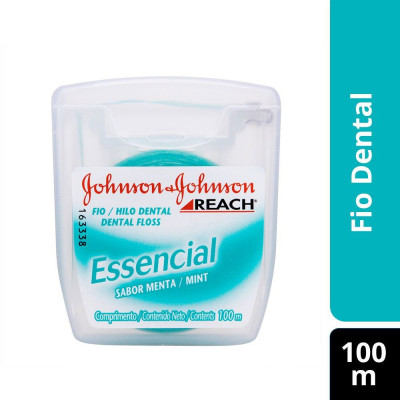 Johnson & Johnson
REACH®
FIO / HILO DENTAL
DENTAL FLOSS
163338
Essencial
SABOR MENTA / MINT
Comprimento /Contenido Neto /Contents 100 m
Fio Dental
100
m